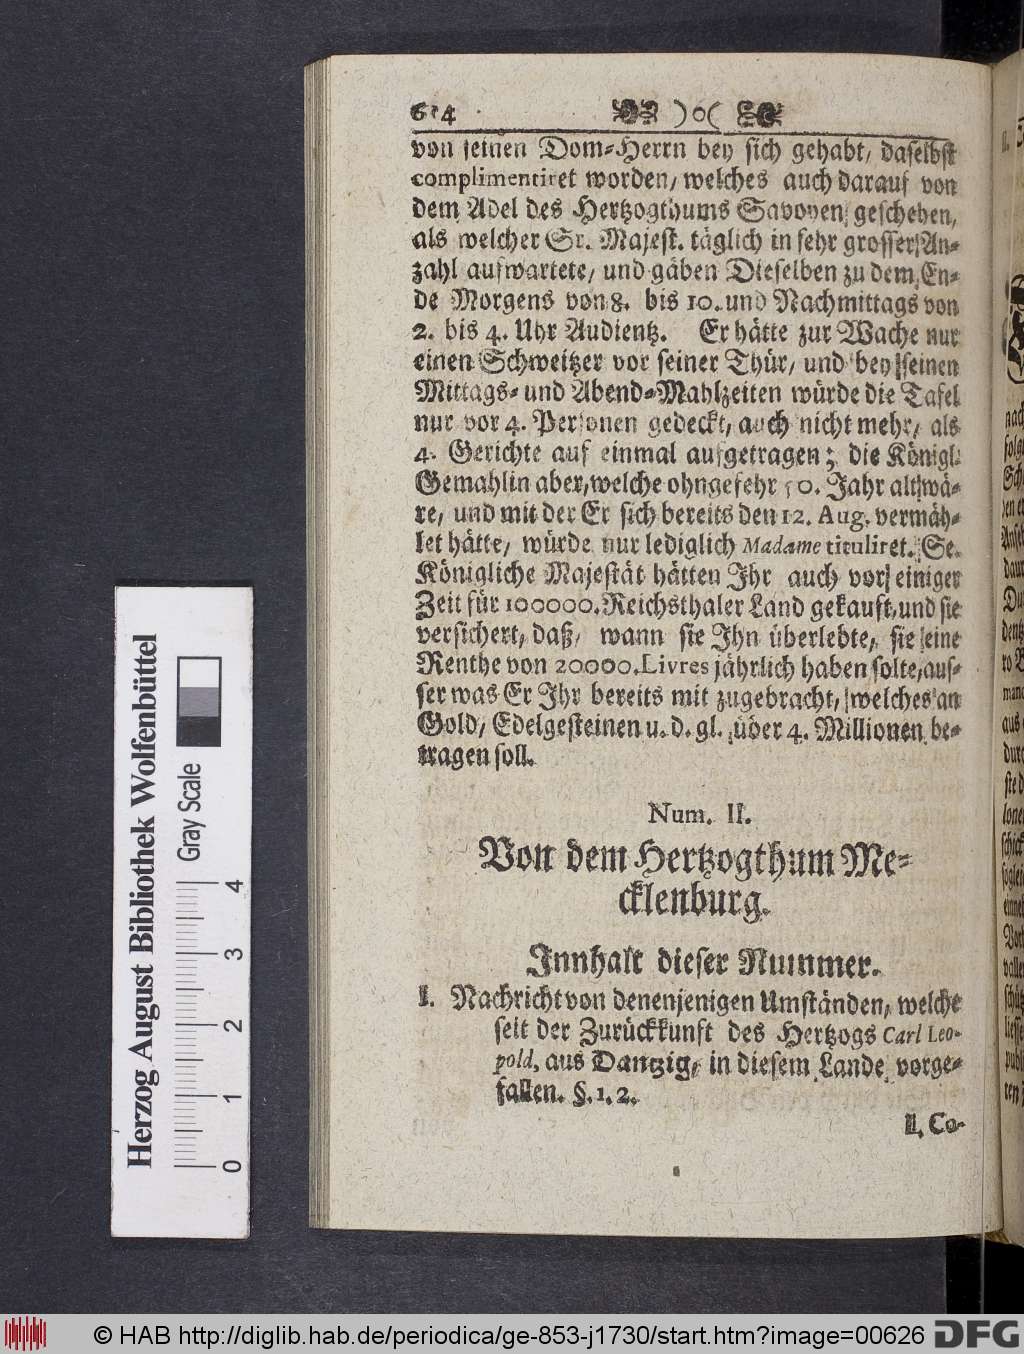 614 )o(
von seinen Dom-Herrn bey sich gehabt, daselbst
complimentiret worden, welches auch darauf von
dem Adel des Hertzogthums Savoyen geschehen,
als welcher Sr. Majest. täglich in sehr grosser An-
zahl aufwartete, und gäben Dieselben zu dem En-
de Morgens von 8. bis 10. und Nachmittags von
2. bis 4. Uhr Audientz. Er hätte zur Wache nur
einen Schweitzer vor seiner Thür, und bey seinen
Mittags- und Abend-Mahlzeiten würde die Tafel
nur vor 4. Personen gedeckt, auch nicht mehr, als
4. Gerichte auf einmal aufgetragen; die Königl.
Gemahlin aber, welche ohngefehr 50. Jahr alt wä-
re, und mit der Er sich bereits den 12. Aug. vermäh-
let hätte, würde nur lediglich Madame tituliret. Se.
Königliche Majestät hätten Ihr auch vor einiger
Zeit für 100000. Reichsthaler Land gekauft, und sie
versichert, daß, wann sie Ihn überlebte, sie eine
Renthe von 20000. Livres jährlich haben solte, aus-
ser was Er Ihr bereits mit zugebracht, welches an
Gold, Edelgesteinen u. d. gl. über 4. Millionen be-
tragen soll.
Num. II.
Von dem Hertzogthum Me-
cklenburg.
Innhalt dieser Nummer.
I. Nachricht von denenjenigen Umständen, welche
seit der Zurückkunft des Hertzogs Carl Leo-
pold, aus Dantzig, in diesem Lande vorge-
fallen. §. 1. 2.
II. Co-
Herzog August Bibliothek Wolfenbüttel
Gray Scale
0 1 2 3 4
© HAB http://diglib.hab.de/periodica/ge-853-j1730/start.htm?image=00626 DFG